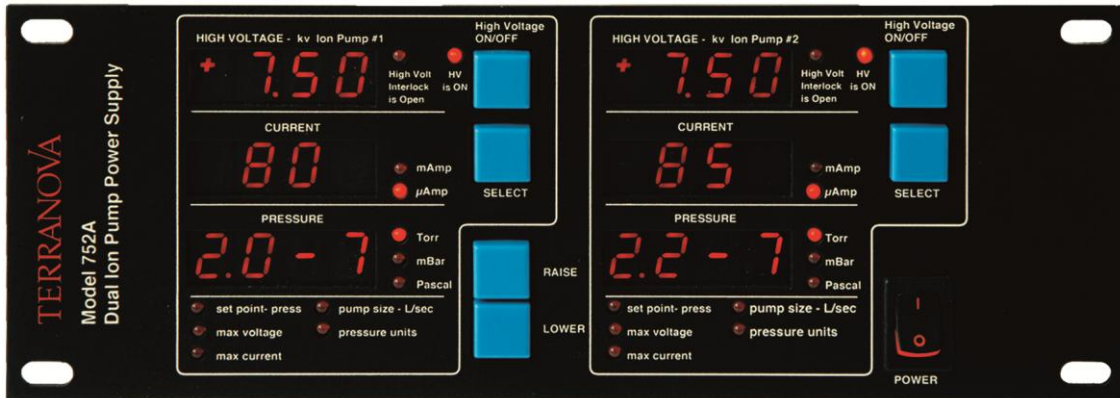 TERRANOVA
Model 752A
Dual Ion Pump Power Supply
HIGH VOLTAGE - kv Ion Pump #1
+ 7.50
High Volt
Interlock
is Open
HV
is ON
High Voltage
ON/OFF
CURRENT
80
mAmp
µAmp
SELECT
PRESSURE
2.0 - 7
Torr
mBar
Pascal
set point- press
pump size - L/sec
max voltage
pressure units
max current
RAISE
LOWER
HIGH VOLTAGE - kv Ion Pump #2
+ 7.50
High Volt
Interlock
is Open
HV
is ON
High Voltage
ON/OFF
CURRENT
85
mAmp
µAmp
SELECT
PRESSURE
2.2 - 7
Torr
mBar
Pascal
set point- press
pump size - L/sec
max voltage
pressure units
max current
I
O
POWER